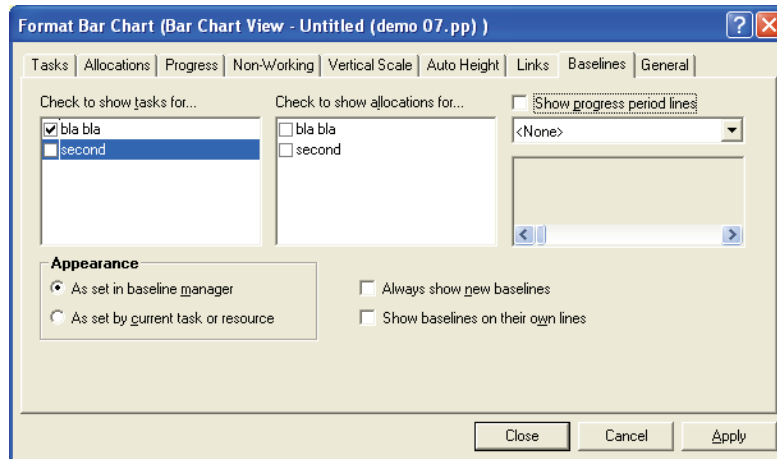 Format Bar Chart (Bar Chart View - Untitled (demo 07.pp) )
Tasks Allocations Progress Non-Working Vertical Scale Auto Height Links Baselines General
Check to show tasks for...
bla bla
second
Check to show allocations for...
bla bla
second
Show progress period lines
<None>
Appearance
As set in baseline manager
As set by current task or resource
Always show new baselines
Show baselines on their own lines
Close Cancel Apply